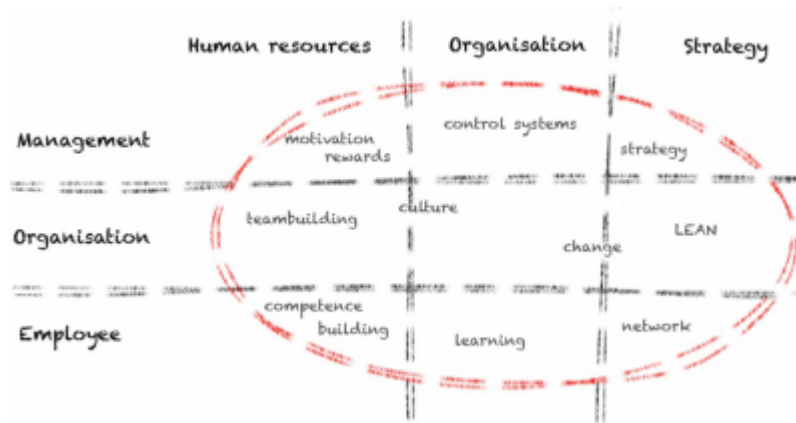 Human resources
Organisation
Strategy
Management
motivation
rewards
control systems
strategy
Organisation
teambuilding
culture
change
LEAN
Employee
competence
building
learning
network